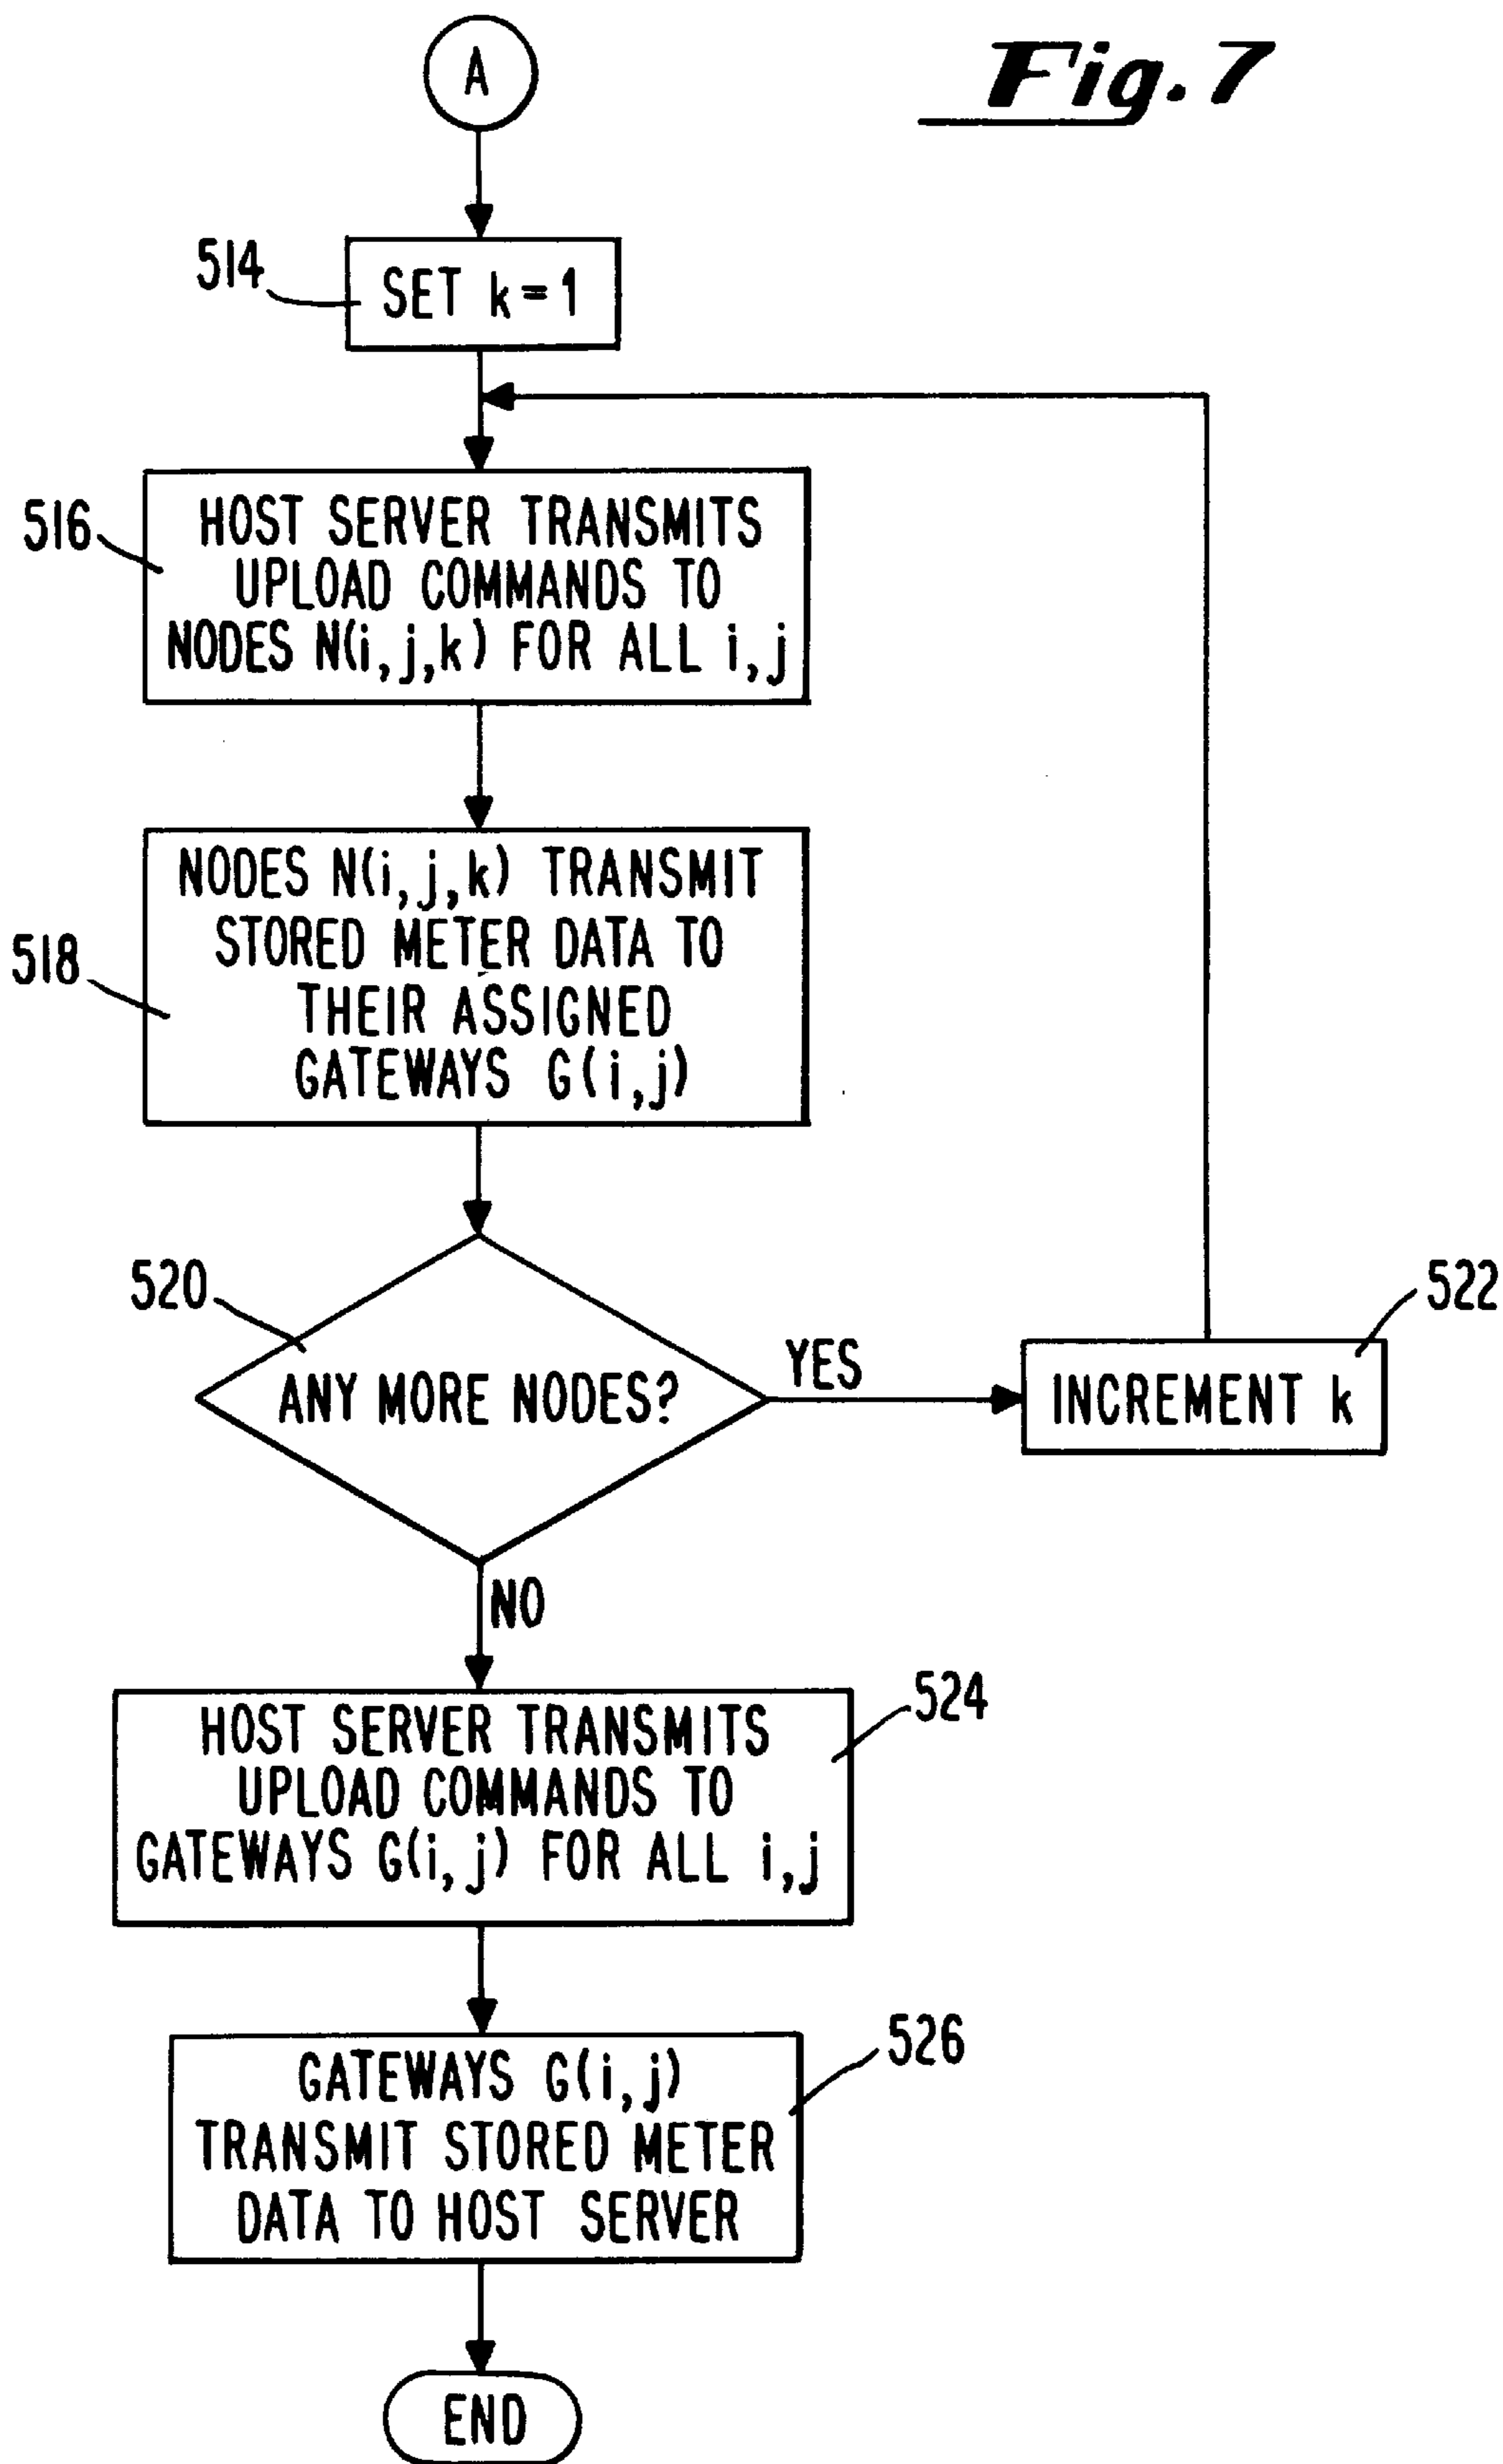 Fig. 7
A
514
SET k = 1
516
HOST SERVER TRANSMITS
UPLOAD COMMANDS TO
NODES N(i,j,k) FOR ALL i,j
518
NODES N(i,j,k) TRANSMIT
STORED METER DATA TO
THEIR ASSIGNED
GATEWAYS G(i,j)
520
ANY MORE NODES?
YES
522
INCREMENT k
NO
524
HOST SERVER TRANSMITS
UPLOAD COMMANDS TO
GATEWAYS G(i,j) FOR ALL i,j
526
GATEWAYS G(i,j)
TRANSMIT STORED METER
DATA TO HOST SERVER
END